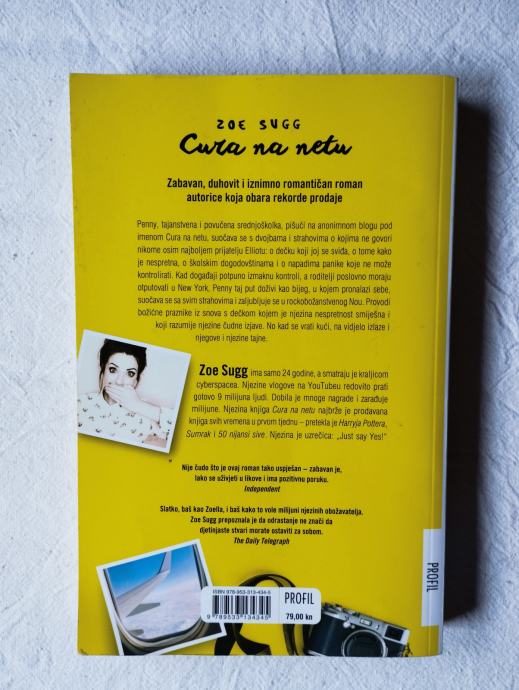 ZOE SUGG
Cura na netu
Zabavan, duhovit i iznimno romantičan roman
autorice koja obara rekorde prodaje
Penny, tajanstvena i povučena srednjoškolka, pišući na anonimnom blogu pod
imenom Cura na netu, suočava se s dvojbama i strahovima o kojima ne govori
nikome osim najboljem prijatelju Elliotu: o dečku koji joj se sviđa, o tome kako
je nespretna, o školskim dogodovštinama i o napadima panike koje ne može
kontrolirati. Kad događaji potpuno izmaknu kontroli, a roditelji poslovno moraju
otputovati u New York, Penny taj put doživi kao bijeg, u kojem pronalazi sebe,
suočava se sa svim strahovima i zaljubljuje se u rockobožanstvenog Nou. Provodi
božićne praznike iz snova s dečkom kojem je njezina nespretnost smiješna i
koji razumije njezine čudne izjave. No kad se vrati kući, na vidjelo izlaze i
njegove i njezine tajne.
Zoe Sugg ima samo 24 godine, a smatraju je kraljicom
cyberspacea. Njezine vlogove na YouTubeu redovito prati
gotovo 9 milijuna ljudi. Dobila je mnoge nagrade i zarađuje
milijune. Njezina knjiga Cura na netu najbrže je prodavana
knjiga svih vremena u prvom tjednu – pretekla je Harryja Pottera,
Sumrak i 50 nijansi sive. Njezina je uzrečica: „Just say Yes!"
"
Nije čudo što je ovaj roman tako uspješan – zabavan je,
lako se uživjeti u likove i ima pozitivnu poruku.
Independent
Slatko, baš kao Zoella, i baš kako to vole milijuni njezinih obožavatelja.
Zoe Sugg prepoznala je da odrastanje ne znači da
djetinjaste stvari morate ostaviti za sobom.
The Daily Telegraph
PROFIL
ISBN 978-953-313-434-5
9 789533 134345
PROFIL
79,00 kn